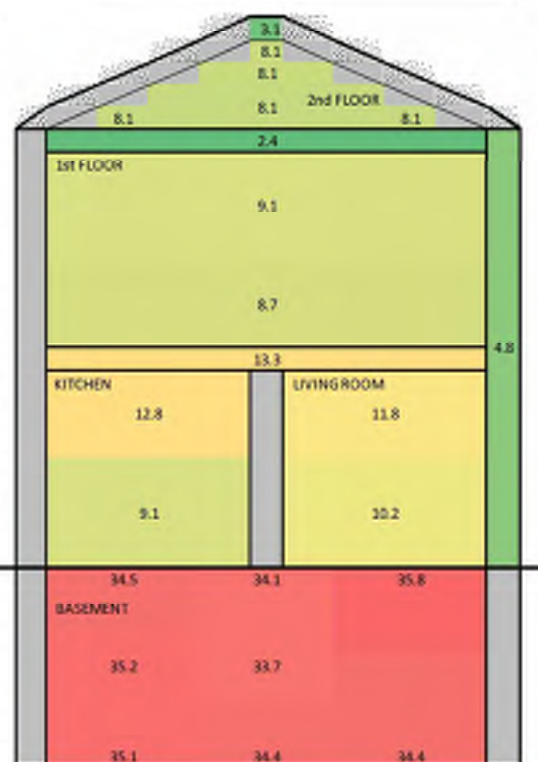 3.1
8.1
8.1
2nd FLOOR
8.1
8.1 8.1
2.4
1st FLOOR
9.1
8.7
4.8
13.3
KITCHEN LIVING ROOM
12.8 11.8
9.1 10.2
34.5 34.1 35.8
BASEMENT
35.2 33.7
35.1 34.4 34.4